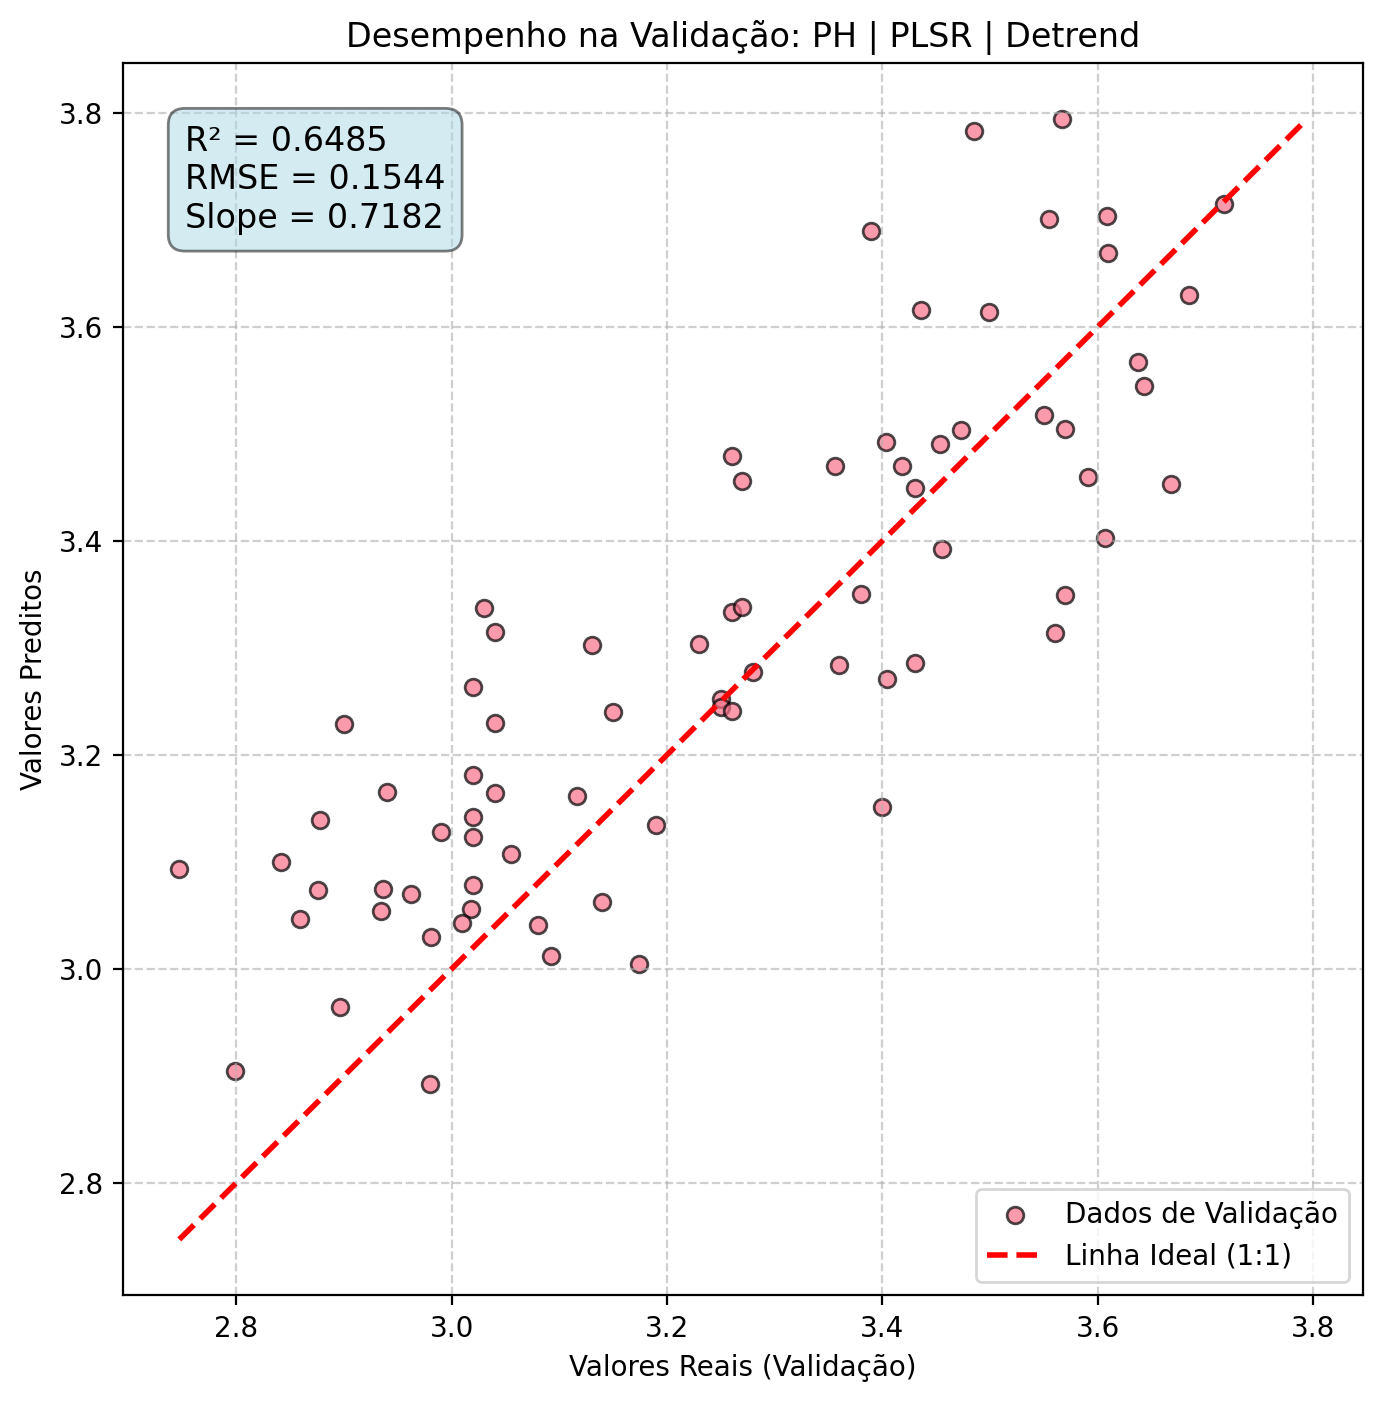 Desempenho na Validação: PH | PLSR | Detrend
R² = 0.6485
RMSE = 0.1544
Slope = 0.7182
Valores Preditos
3.8
3.6
3.4
3.2
3.0
2.8
Dados de Validação
Linha Ideal (1:1)
2.8 3.0 3.2 3.4 3.6 3.8
Valores Reais (Validação)